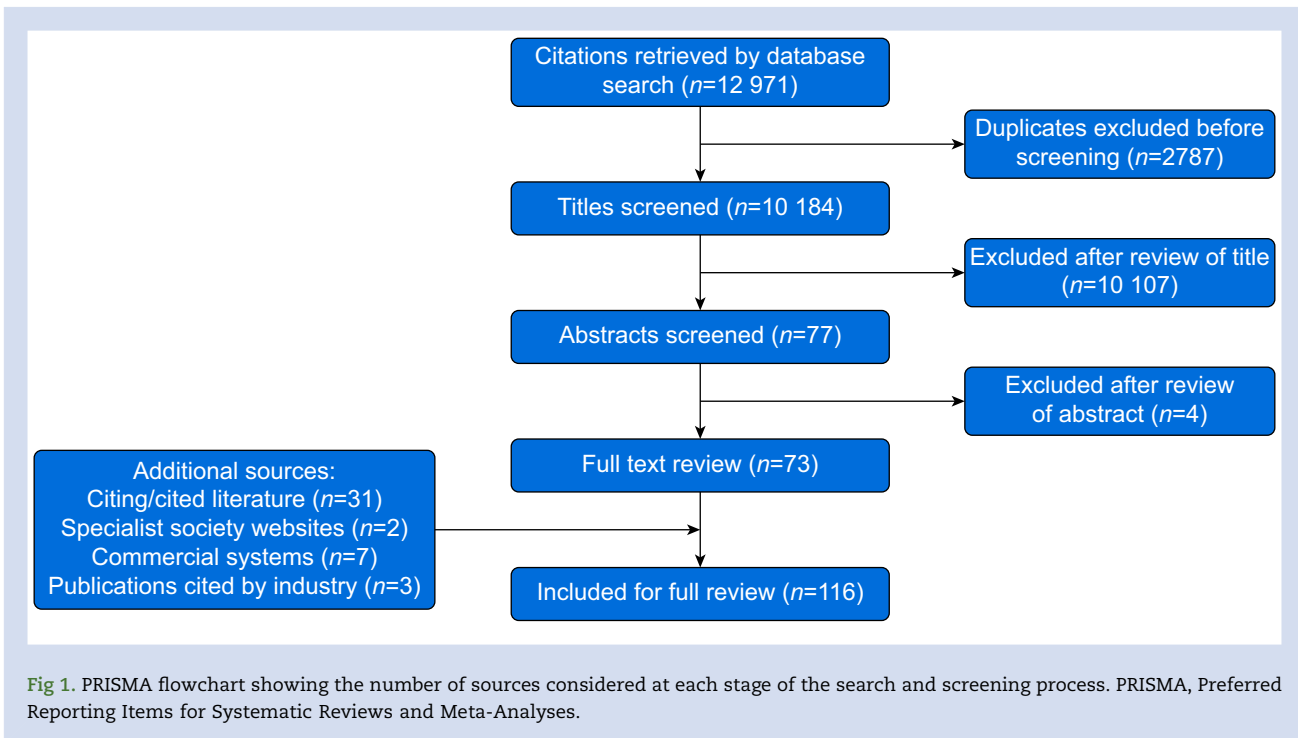 Citations retrieved by database
search (n=12 971)
Duplicates excluded before
screening (n=2787)
Titles screened (n=10 184)
Excluded after review of title
(n=10 107)
Abstracts screened (n=77)
Excluded after review
of abstract (n=4)
Full text review (n=73)
Additional sources:
Citing/cited literature (n=31)
Specialist society websites (n=2)
Commercial systems (n=7)
Publications cited by industry (n=3)
Included for full review (n=116)
Fig 1. PRISMA flowchart showing the number of sources considered at each stage of the search and screening process. PRISMA, Preferred
Reporting Items for Systematic Reviews and Meta-Analyses.